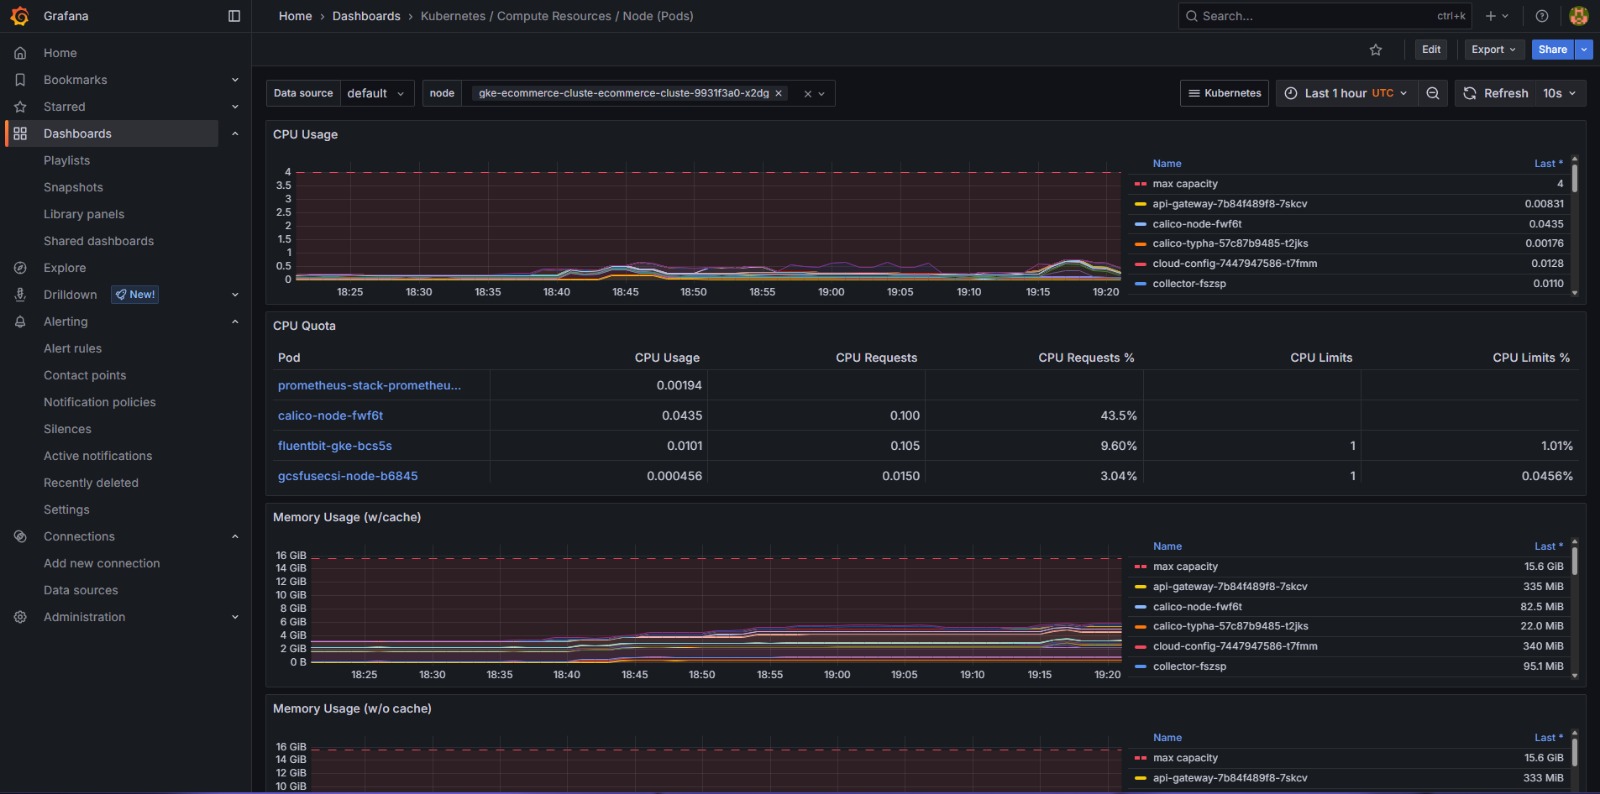 Grafana
Home › Dashboards › Kubernetes / Compute Resources / Node (Pods)
Search...
ctrl+k
Edit
Export
Share
Home
Bookmarks
Starred
Dashboards
Playlists
Snapshots
Library panels
Shared dashboards
Explore
Drilldown New!
Alerting
Alert rules
Contact points
Notification policies
Silences
Active notifications
Recently deleted
Settings
Connections
Add new connection
Data sources
Administration
Data source default node gke-ecommerce-cluste-ecommerce-cluste-9931f3a0-x2dg
Kubernetes Last 1 hour UTC Refresh 10s
CPU Usage
4
3.5
3
2.5
2
1.5
1
0.5
0
18:25 18:30 18:35 18:40 18:45 18:50 18:55 19:00 19:05 19:10 19:15 19:20
Name Last *
max capacity 4
api-gateway-7b84f489f8-7skcv 0.00831
calico-node-fwf6t 0.0435
calico-typha-57c87b9485-t2jks 0.00176
cloud-config-7447947586-t7fmm 0.0128
collector-fszsp 0.0110
CPU Quota
Pod CPU Usage CPU Requests CPU Requests % CPU Limits CPU Limits %
prometheus-stack-prometheu... 0.00194
calico-node-fwf6t 0.0435 0.100 43.5%
fluentbit-gke-bcs5s 0.0101 0.105 9.60% 1 1.01%
gcsfusecsi-node-b6845 0.000456 0.0150 3.04% 1 0.0456%
Memory Usage (w/cache)
16 GiB
14 GiB
12 GiB
10 GiB
8 GiB
6 GiB
4 GiB
2 GiB
0 B
18:25 18:30 18:35 18:40 18:45 18:50 18:55 19:00 19:05 19:10 19:15 19:20
Name Last *
max capacity 15.6 GiB
api-gateway-7b84f489f8-7skcv 335 MiB
calico-node-fwf6t 82.5 MiB
calico-typha-57c87b9485-t2jks 22.0 MiB
cloud-config-7447947586-t7fmm 340 MiB
collector-fszsp 95.1 MiB
Memory Usage (w/o cache)
16 GiB
14 GiB
12 GiB
10 GiB
Name Last *
max capacity 15.6 GiB
api-gateway-7b84f489f8-7skcv 333 MiB